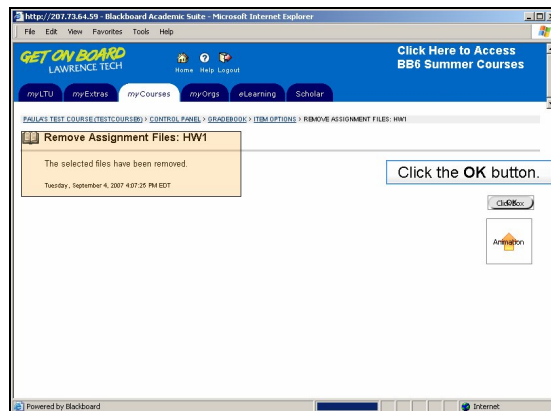 http://207.73.64.59 - Blackboard Academic Suite - Microsoft Internet Explorer
File Edit View Favorites Tools Help
GET ON BOARD
LAWRENCE TECH
Home Help Logout
Click Here to Access
BB6 Summer Courses
myLTU myExtras myCourses myOrgs eLearning Scholar
PAULA'S TEST COURSE (TESTCOURSE8) > CONTROL PANEL > GRADEBOOK > ITEM OPTIONS > REMOVE ASSIGNMENT FILES: HW1
Remove Assignment Files: HW1
The selected files have been removed.
Tuesday, September 4, 2007 4:07:25 PM EDT
Click the OK button.
Click Box
Animation
Powered by Blackboard
Internet